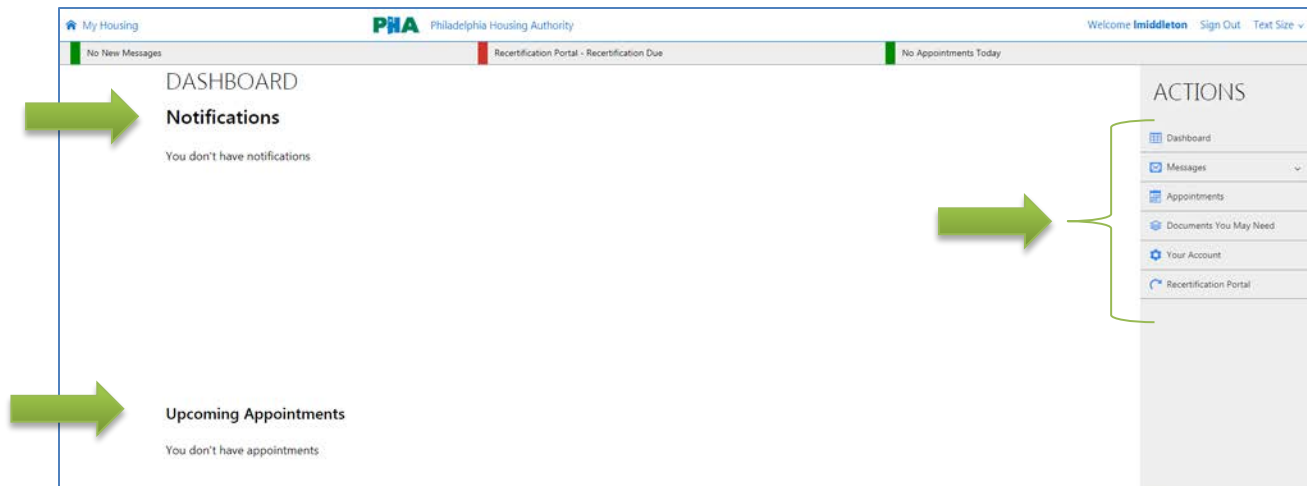 My Housing
PHA Philadelphia Housing Authority
Welcome lmiddleton Sign Out Text Size
No New Messages
Recertification Portal - Recertification Due
No Appointments Today
DASHBOARD
Notifications
You don't have notifications
Upcoming Appointments
You don't have appointments
ACTIONS
Dashboard
Messages
Appointments
Documents You May Need
Your Account
Recertification Portal